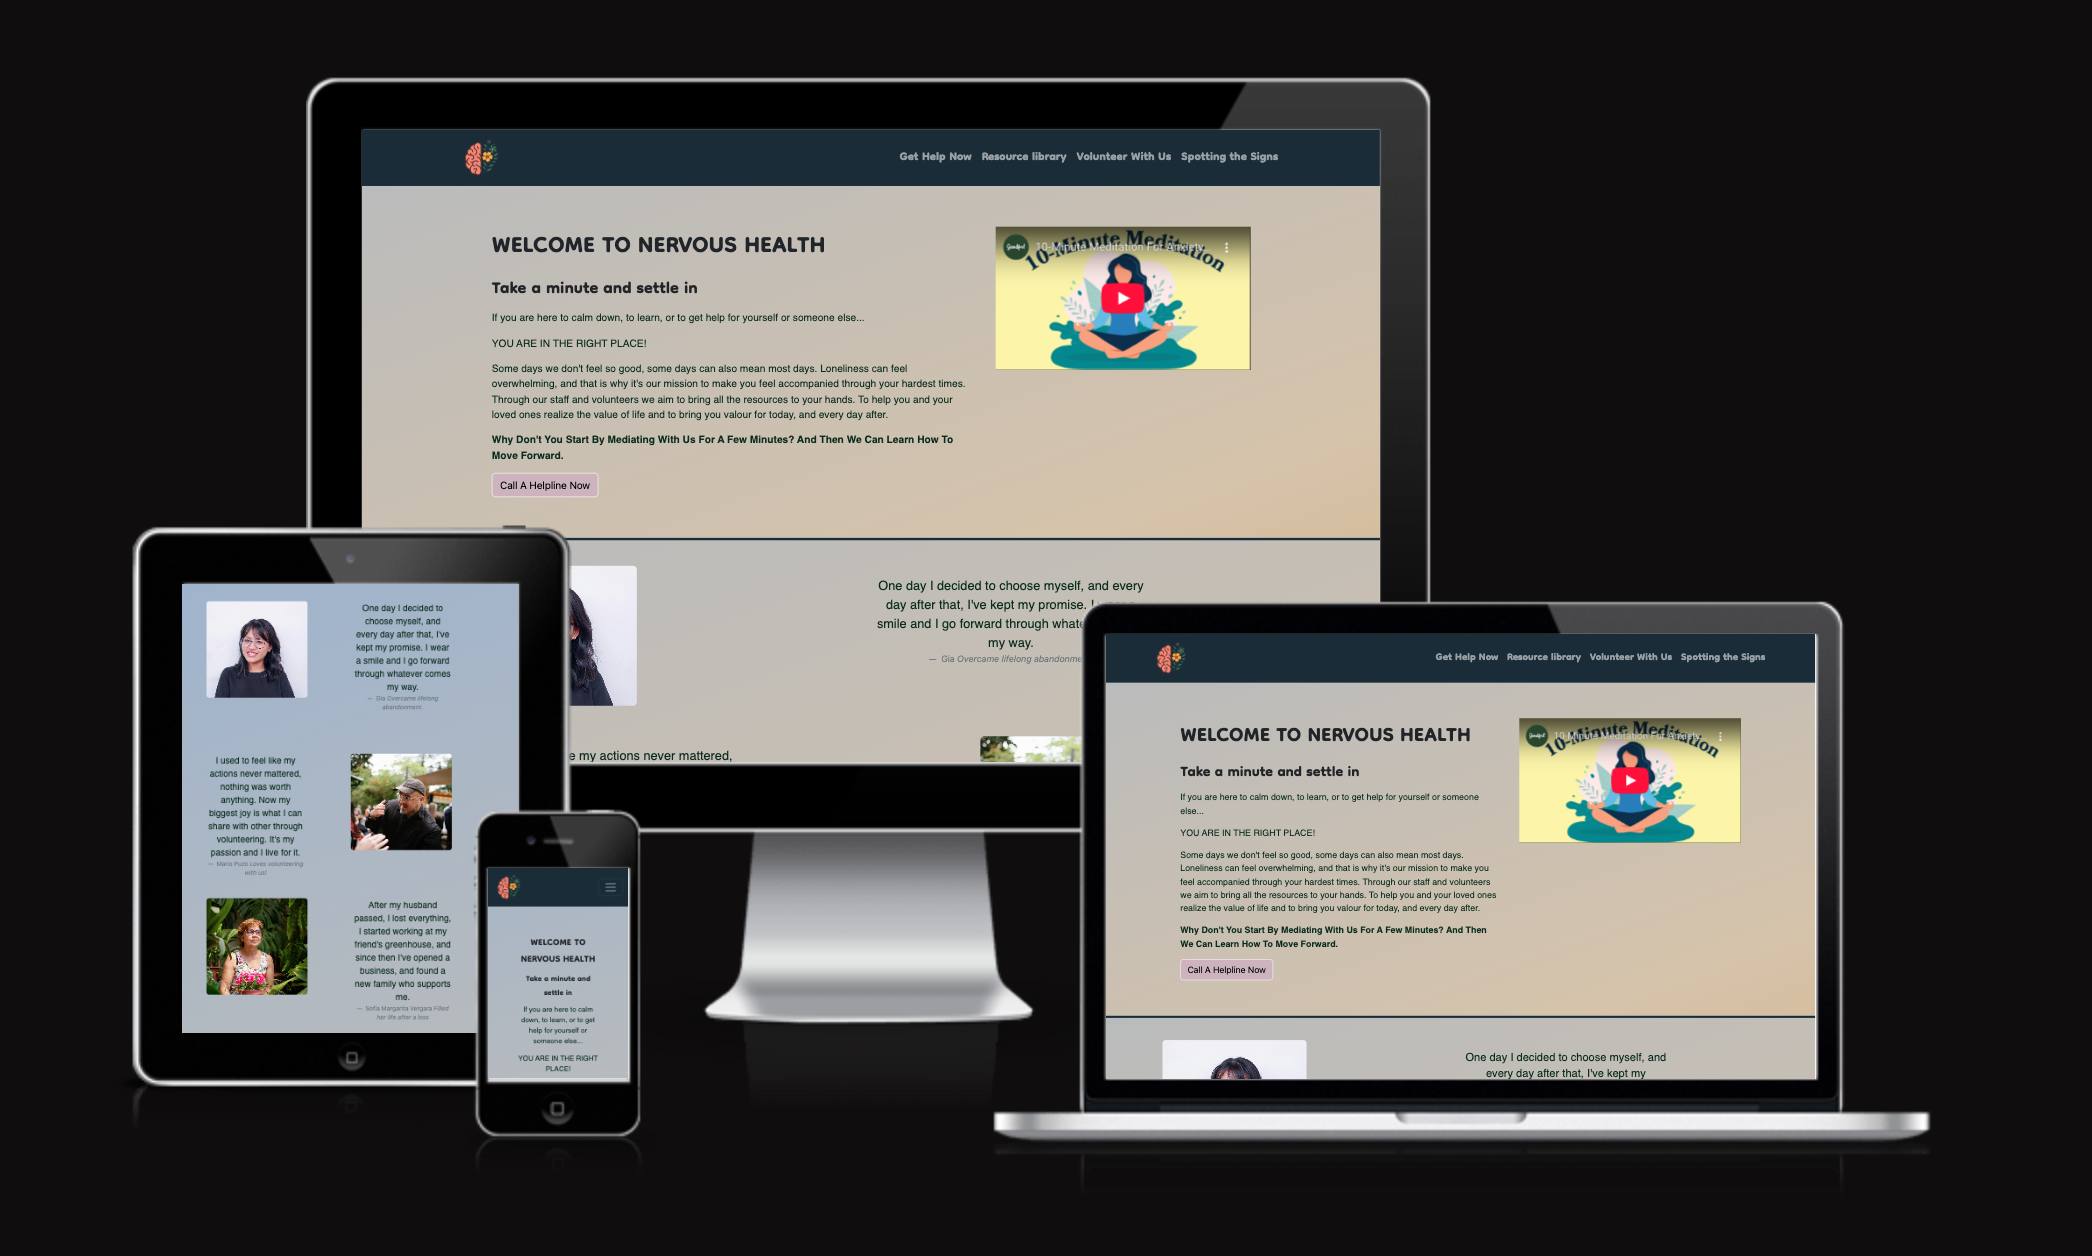 Get Help Now Resource library Volunteer With Us Spotting the Signs
WELCOME TO NERVOUS HEALTH
Take a minute and settle in
If you are here to calm down, to learn, or to get help for yourself or someone else...
YOU ARE IN THE RIGHT PLACE!
Some days we don't feel so good, some days can also mean most days. Loneliness can feel
overwhelming, and that is why it's our mission to make you feel accompanied through your hardest times.
Through our staff and volunteers we aim to bring all the resources to your hands. To help you and your
loved ones realize the value of life and to bring you valour for today, and every day after.
Why Don't You Start By Mediating With Us For A Few Minutes? And Then We Can Learn How To
Move Forward.
Call A Helpline Now
10-Minute Meditation For Anxiety...
10-Minute Meditation
One day I decided to choose myself, and every
day after that, I've kept my promise. I
smile and I go forward through whate
my way.
— Gia Overcame lifelong abandonme
e my actions never mattered,
One day I decided to
choose myself, and
every day after that, I've
kept my promise. I wear
a smile and I go forward
through whatever comes
my way.
— Gia Overcame lifelong
abandonment.
I used to feel like my
actions never mattered,
nothing was worth
anything. Now my
biggest joy is what I can
share with other through
volunteering. It's my
passion and I live for it.
— Mario Puzo Loves volunteering
with us!
After my husband
passed, I lost everything,
I started working at my
friend's greenhouse, and
since then I've opened a
business, and found a
new family who supports
me.
— Sofia Margarita Vergara Filled
her life after a loss
WELCOME TO
NERVOUS HEALTH
Take a minute and
settle in
If you are here to calm
down, to learn, or to get
help for yourself or
someone else...
YOU ARE IN THE RIGHT
PLACE!
Get Help Now Resource library Volunteer With Us Spotting the Signs
WELCOME TO NERVOUS HEALTH
Take a minute and settle in
If you are here to calm down, to learn, or to get help for yourself or someone
else...
YOU ARE IN THE RIGHT PLACE!
Some days we don't feel so good, some days can also mean most days.
Loneliness can feel overwhelming, and that is why it's our mission to make you
feel accompanied through your hardest times. Through our staff and volunteers
we aim to bring all the resources to your hands. To help you and your loved ones
realize the value of life and to bring you valour for today, and every day after.
Why Don't You Start By Mediating With Us For A Few Minutes? And Then
We Can Learn How To Move Forward.
Call A Helpline Now
10 Minute Meditation For Anxiety...
10-Minute Meditation
One day I decided to choose myself, and
every day after that, I've kept my